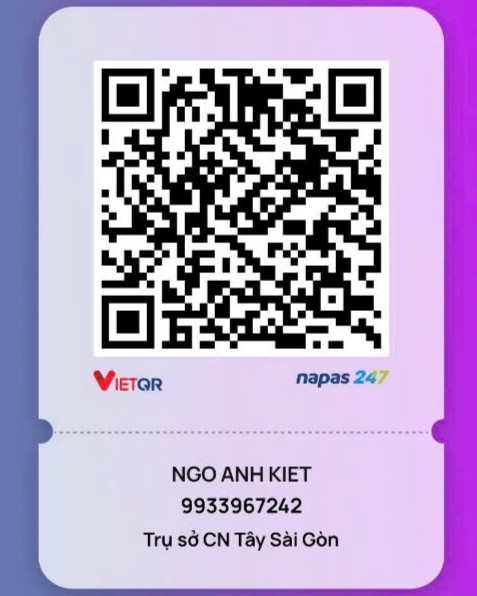 VIETQR
napas 247
NGO ANH KIET
9933967242
Trụ sở CN Tây Sài Gòn